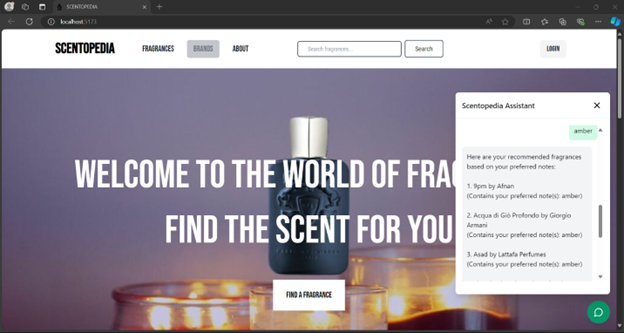 SCENTOPEDIA
localhost:5173
SCENTOPEDIA
FRAGRANCES
BRANDS
ABOUT
Search fragrances...
Search
LOGIN
Scentopedia Assistant
amber
Here are your recommended fragrances
based on your preferred notes:
1. 9pm by Afnan
(Contains your preferred note(s): amber)
2. Acqua di Giò Profondo by Giorgio
Armani
(Contains your preferred note(s): amber)
3. Asad by Lattafa Perfumes
(Contains your preferred note(s): amber)
WELCOME TO THE WORLD OF FRAG
FIND THE SCENT FOR YOU
FIND A FRAGRANCE